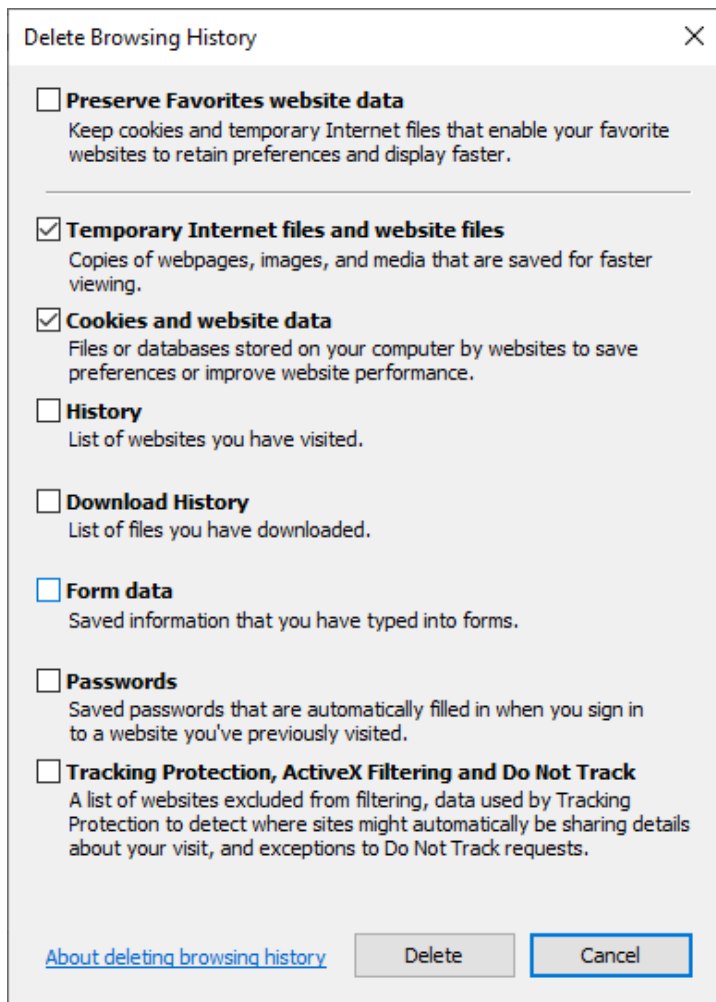 Delete Browsing History
Preserve Favorites website data
Keep cookies and temporary Internet files that enable your favorite
websites to retain preferences and display faster.
Temporary Internet files and website files
Copies of webpages, images, and media that are saved for faster
viewing.
Cookies and website data
Files or databases stored on your computer by websites to save
preferences or improve website performance.
History
List of websites you have visited.
Download History
List of files you have downloaded.
Form data
Saved information that you have typed into forms.
Passwords
Saved passwords that are automatically filled in when you sign in
to a website you've previously visited.
Tracking Protection, ActiveX Filtering and Do Not Track
A list of websites excluded from filtering, data used by Tracking
Protection to detect where sites might automatically be sharing details
about your visit, and exceptions to Do Not Track requests.
About deleting browsing history
Delete
Cancel